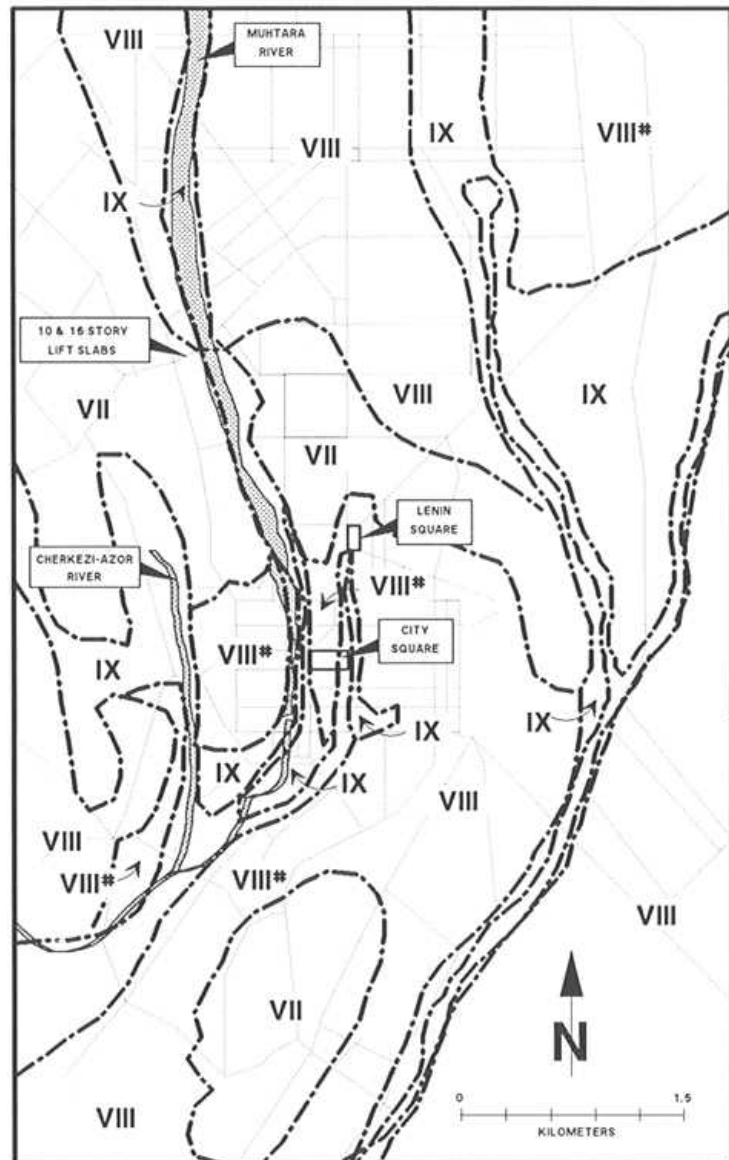 VIII
MUHTARA
RIVER
VIII
IX
VIII#
IX
10 & 16 STORY
LIFT SLABS
VII
VIII
IX
VII
LENIN
SQUARE
CHERKEZI-AZOR
RIVER
VIII#
CITY
SQUARE
VIII#
IX
IX
IX
IX
IX
VIII
VIII
VIII#
VIII#
VIII
VII
N
VIII
0 1.5
KILOMETERS